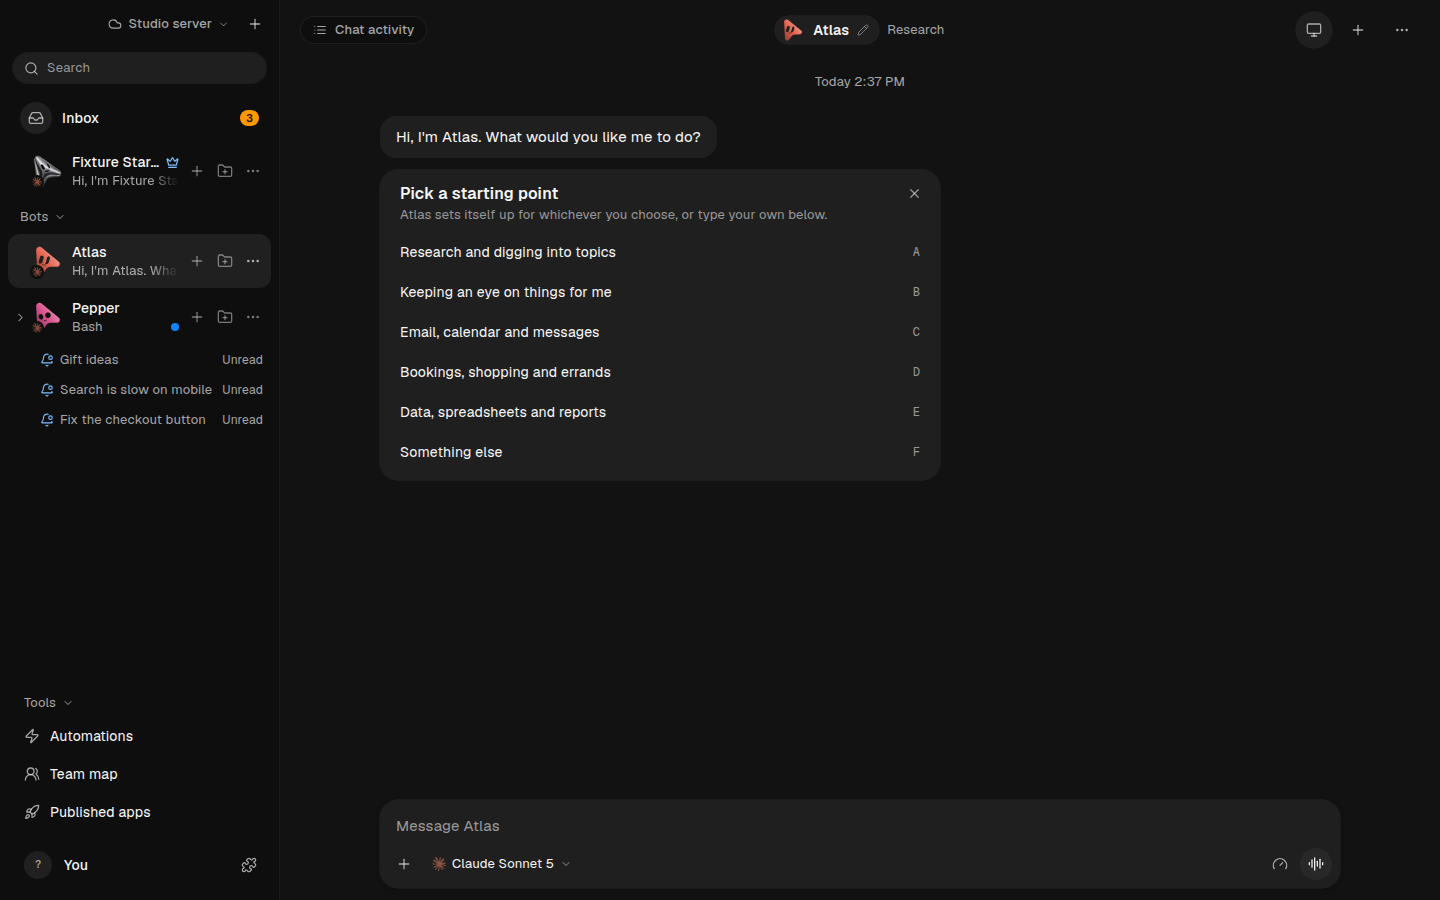 Studio server
Search
Inbox
3
Fixture Star...
Hi, I'm Fixture Sta
Bots
Atlas
Hi, I'm Atlas. Wha
Pepper
Bash
Gift ideas
Unread
Search is slow on mobile
Unread
Fix the checkout button
Unread
Tools
Automations
Team map
Published apps
?
You
Chat activity
Atlas
Research
Today 2:37 PM
Hi, I'm Atlas. What would you like me to do?
Pick a starting point
Atlas sets itself up for whichever you choose, or type your own below.
Research and digging into topics
A
Keeping an eye on things for me
B
Email, calendar and messages
C
Bookings, shopping and errands
D
Data, spreadsheets and reports
E
Something else
F
Message Atlas
Claude Sonnet 5